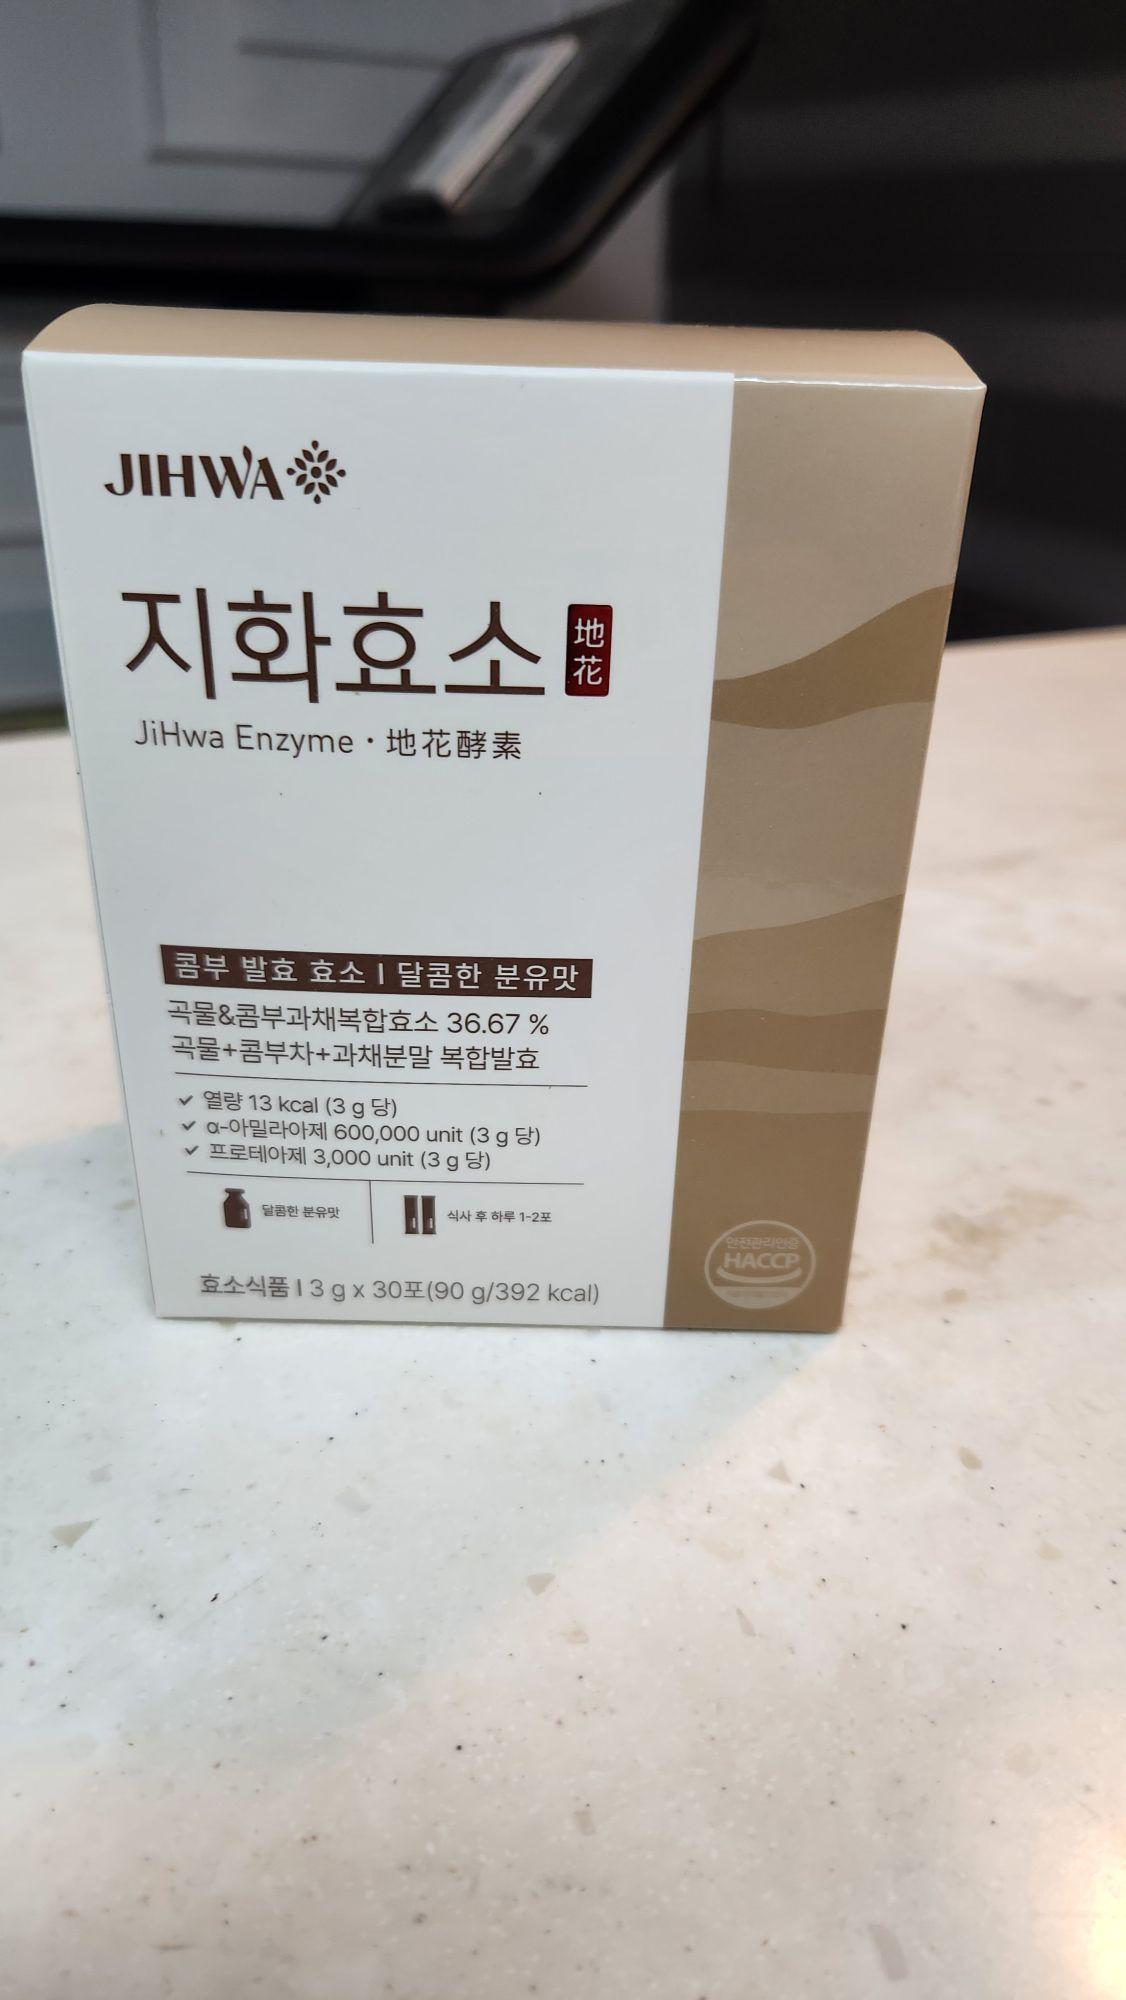 JIHWA
지화효소
地花
JiHwa Enzyme · 地花酵素
콤부 발효 효소 | 달콤한 분유맛
곡물&콤부과채복합효소 36.67 %
곡물+콤부차+과채분말 복합발효
✓ 열량 13 kcal (3 g 당)
✓ α-아밀라아제 600,000 unit (3 g 당)
✓ 프로테아제 3,000 unit (3 g 당)
달콤한 분유맛
식사 후 하루 1-2포
효소식품 | 3 g x 30포(90 g/392 kcal)
안전관리인증
HACCP